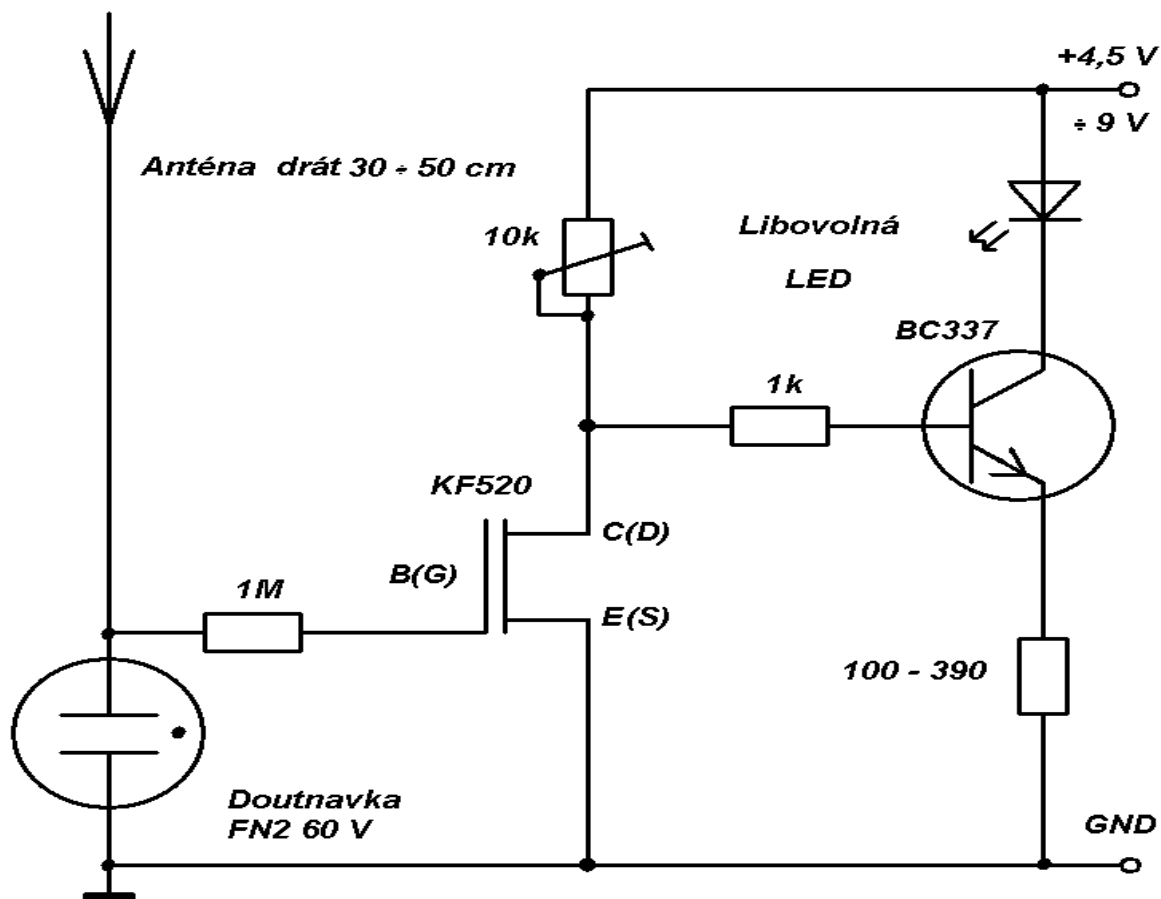 +4,5 V
÷ 9 V
Anténa drát 30 ÷ 50 cm
10k
Libovolná
LED
BC337
1k
KF520
C(D)
B(G)
E(S)
1M
100 - 390
Doutnavka
FN2 60 V
GND